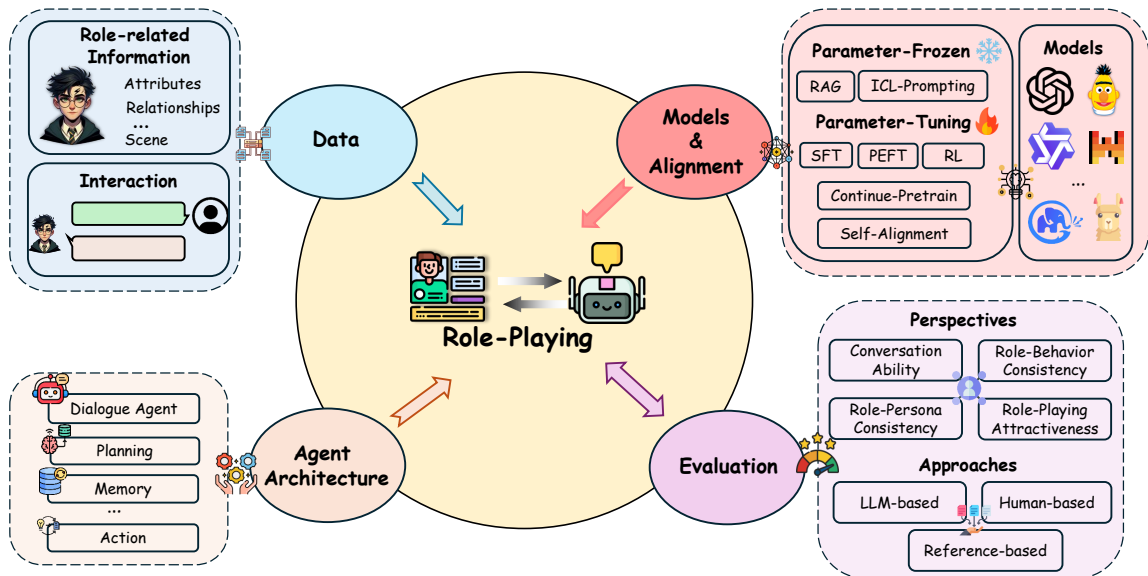 Role-related
Information
Attributes
Relationships
...
Scene
Interaction
Data
Models
&
Alignment
Parameter-Frozen
RAG
ICL-Prompting
Parameter-Tuning
SFT
PEFT
RL
Continue-Pretrain
Self-Alignment
Models
...
Role-Playing
Dialogue Agent
Planning
Memory
...
Action
Agent
Architecture
Evaluation
Perspectives
Conversation
Ability
Role-Behavior
Consistency
Role-Persona
Consistency
Role-Playing
Attractiveness
Approaches
LLM-based
Human-based
Reference-based